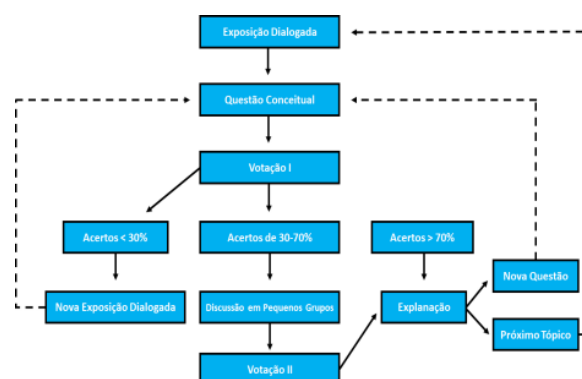 Exposição Dialogada
Questão Conceitual
Votação I
Acertos < 30%
Acertos de 30-70%
Acertos > 70%
Nova Exposição Dialogada
Discussão em Pequenos Grupos
Explanação
Nova Questão
Próximo Tópico
Votação II